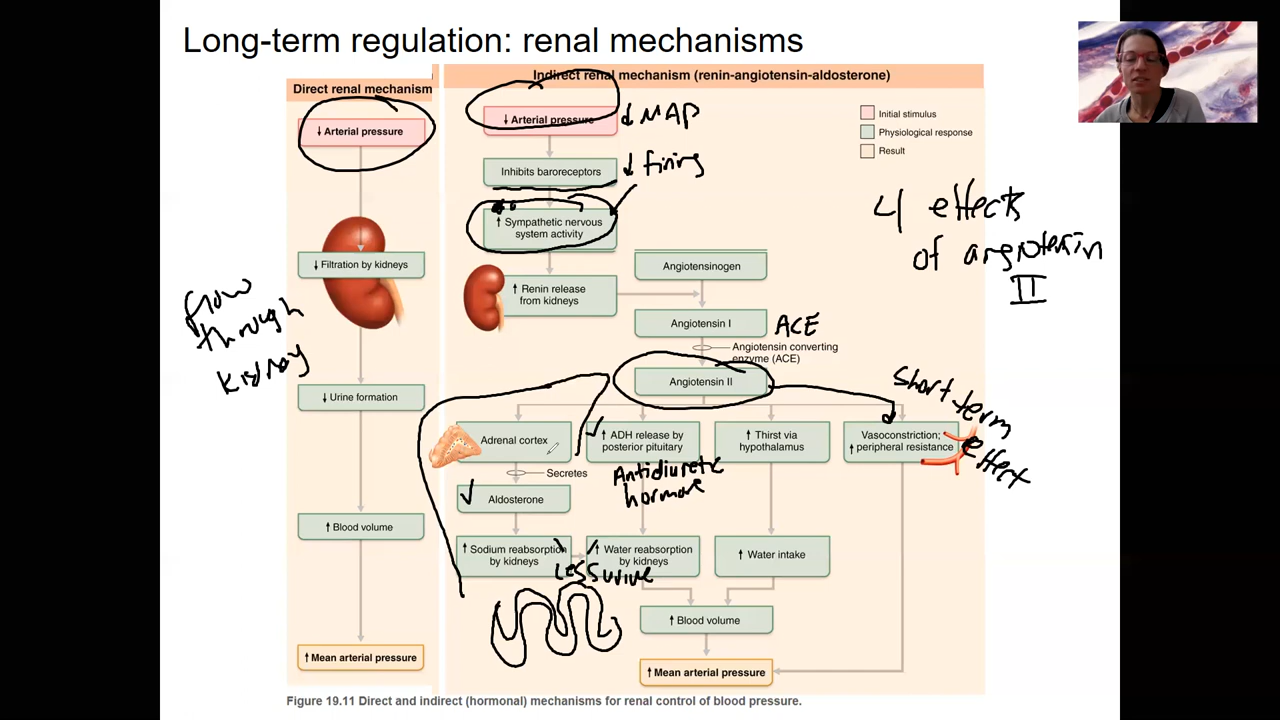 Long-term regulation: renal mechanisms
Direct renal mechanism
↓ Arterial pressure
↓ Filtration by kidneys
↓ Urine formation
↑ Blood volume
↑ Mean arterial pressure
flow
through
kidney
Indirect renal mechanism (renin-angiotensin-aldosterone)
↓ Arterial pressure
↓ MAP
Inhibits baroreceptors
↓ firing
↑ Sympathetic nervous
system activity
↑ Renin release
from kidneys
Angiotensinogen
Angiotensin I
ACE
Angiotensin converting
enzyme (ACE)
Angiotensin II
Adrenal cortex
Secretes
Aldosterone
↑ Sodium reabsorption
by kidneys
↑ ADH release by
posterior pituitary
Antidiuretic
hormone
↑ Water reabsorption
by kidneys
Less urine
↑ Thirst via
hypothalamus
↑ Water intake
Vasoconstriction;
↑ peripheral resistance
short term
effect
↑ Blood volume
↑ Mean arterial pressure
Initial stimulus
Physiological response
Result
4 effects
of angiotensin
II
Figure 19.11 Direct and indirect (hormonal) mechanisms for renal control of blood pressure.